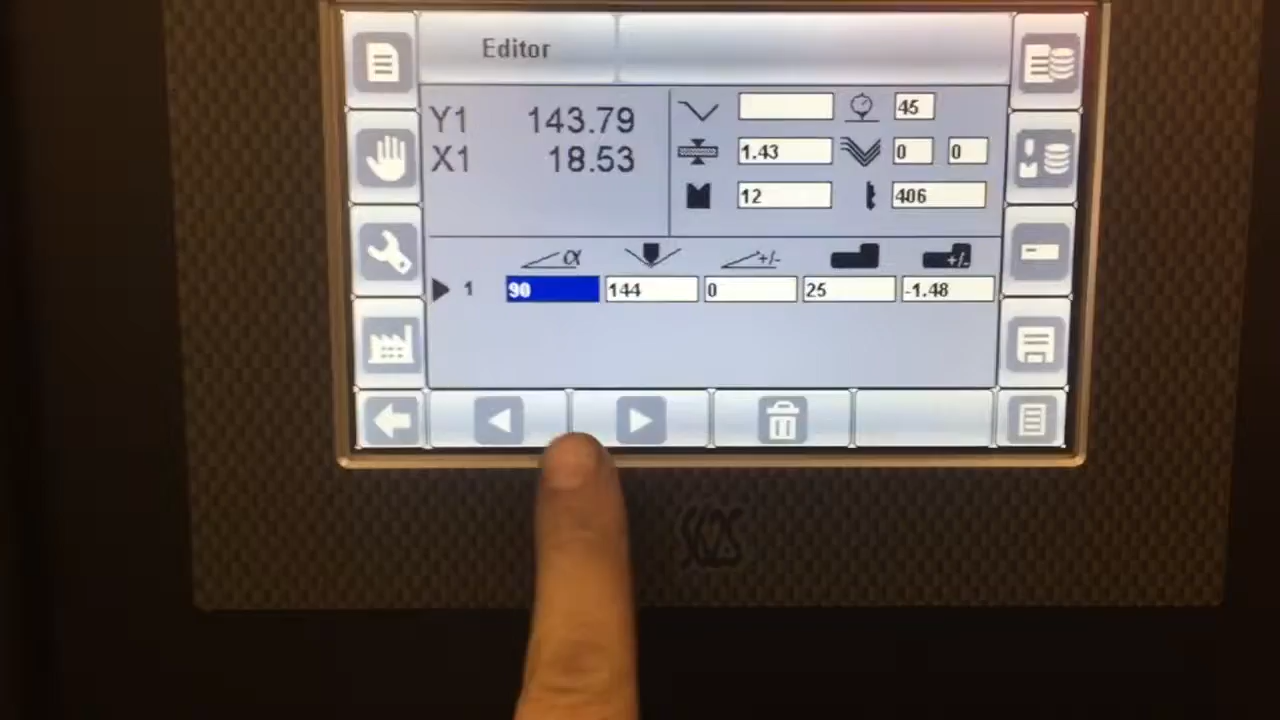 Editor
Y1 143.79
X1 18.53
45
1.43 0 0
12 406
α +/- +/-
1 90 144 0 25 -1.48